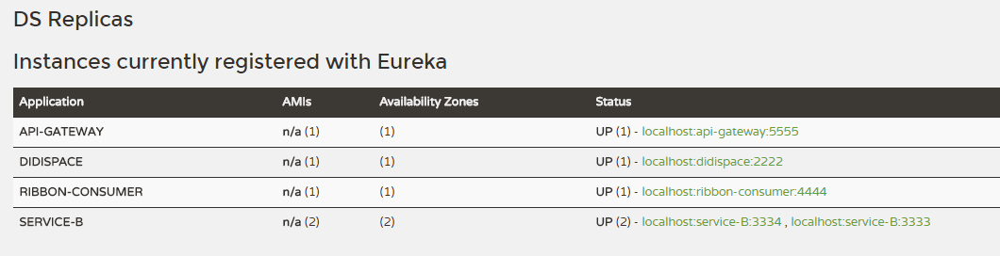 DS Replicas
Instances currently registered with Eureka
Application AMIs Availability Zones Status
API-GATEWAY n/a (1) (1) UP (1) - localhost:api-gateway:5555
DIDISPACE n/a (1) (1) UP (1) - localhost:didispace:2222
RIBBON-CONSUMER n/a (1) (1) UP (1) - localhost:ribbon-consumer:4444
SERVICE-B n/a (2) (2) UP (2) - localhost:service-B:3334 , localhost:service-B:3333